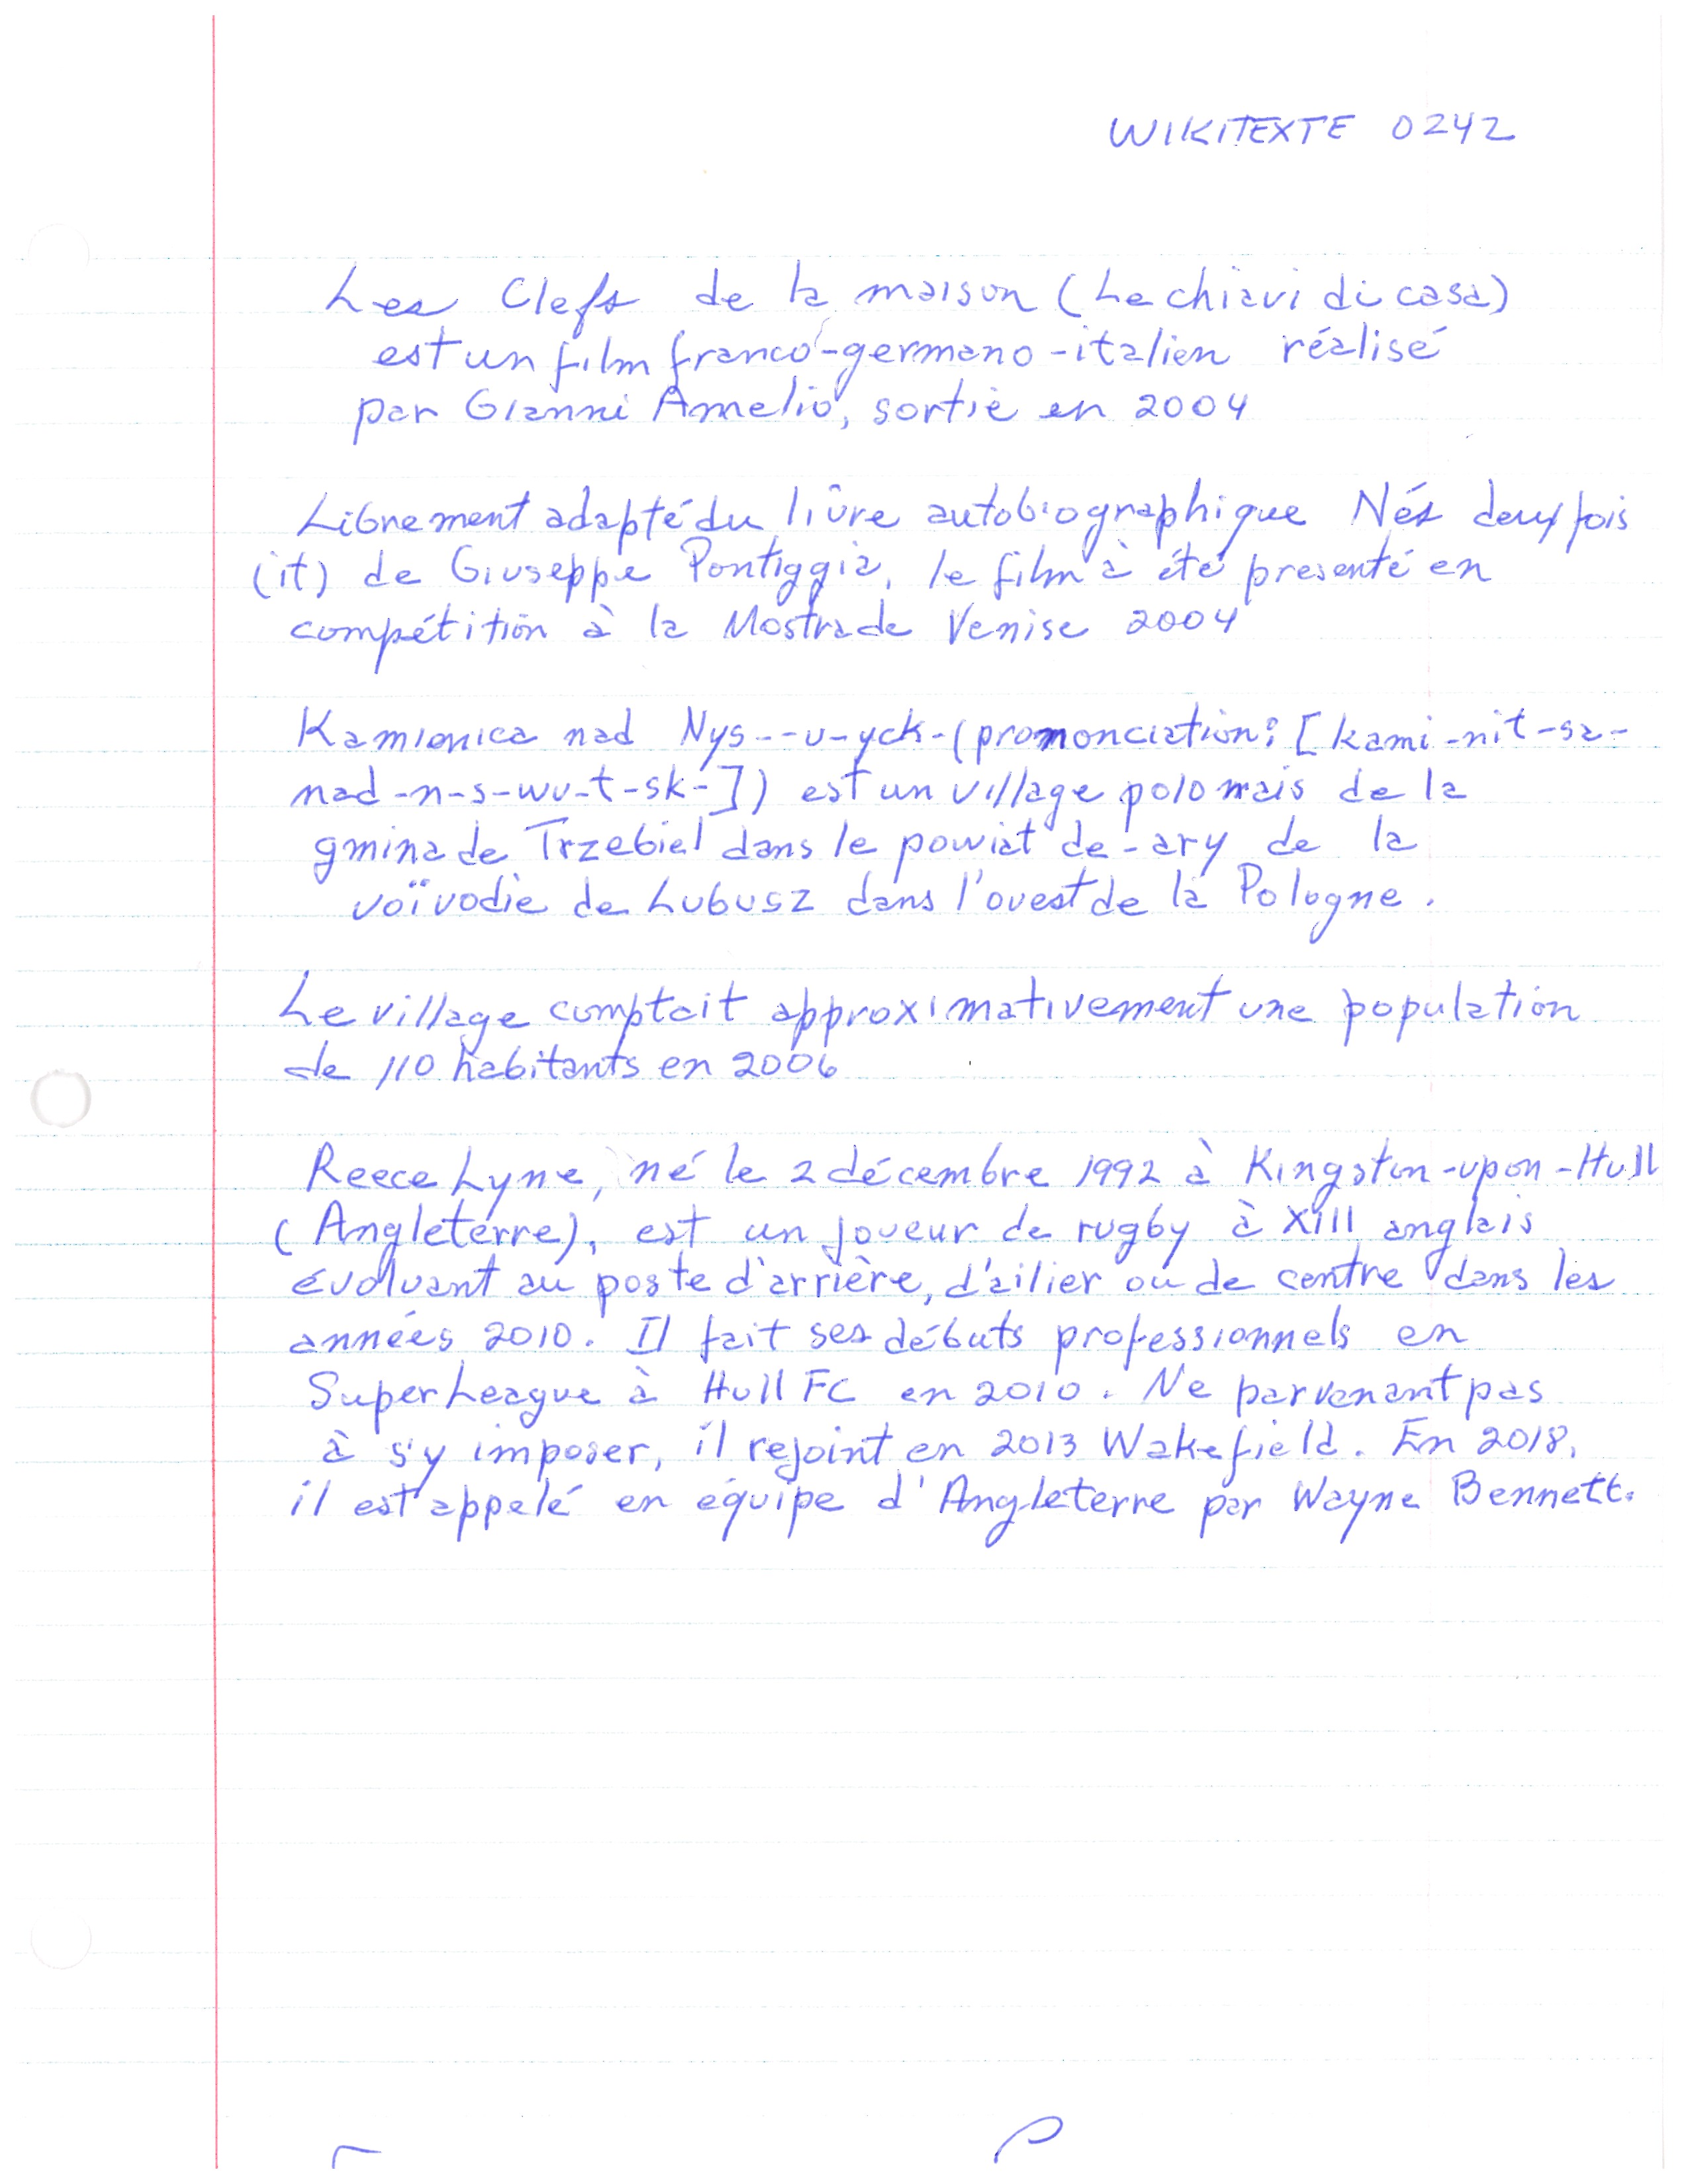 WIKITEXTE 0242
Les Clefs de la maison (Le chiavi di casa)
est un film franco-germano-italien réalisé
par Gianni Amelio, sortie en 2004
Librement adapté du livre autobiographique Nés deux fois
(it) de Giuseppe Pontiggia, le film à été presenté en
compétition à la Mostra de Venise 2004
Kamienica nad Nys---u-yck-(promonciation: [kami-nit-sa-
nad-n-s-wu-t-sk-]) est un village polonais de la
gmina de Trzebiel dans le powiat de -ary de la
voïvodie de Lubusz dans l'ouest de la Pologne.
Le village comptait approximativement une population
de 110 habitants en 2006
Reece Lyne, né le 2 décembre 1992 à Kingston-upon-Hull
(Angleterre), est un joueur de rugby à XIII anglais
évoluant au poste d'arrière, d'ailier ou de centre dans les
années 2010. Il fait ses débuts professionnels en
Super League à Hull FC en 2010. Ne parvenant pas
à s'y imposer, il rejoint en 2013 Wakefield. En 2018,
il est appelé en équipe d'Angleterre par Wayne Bennett.